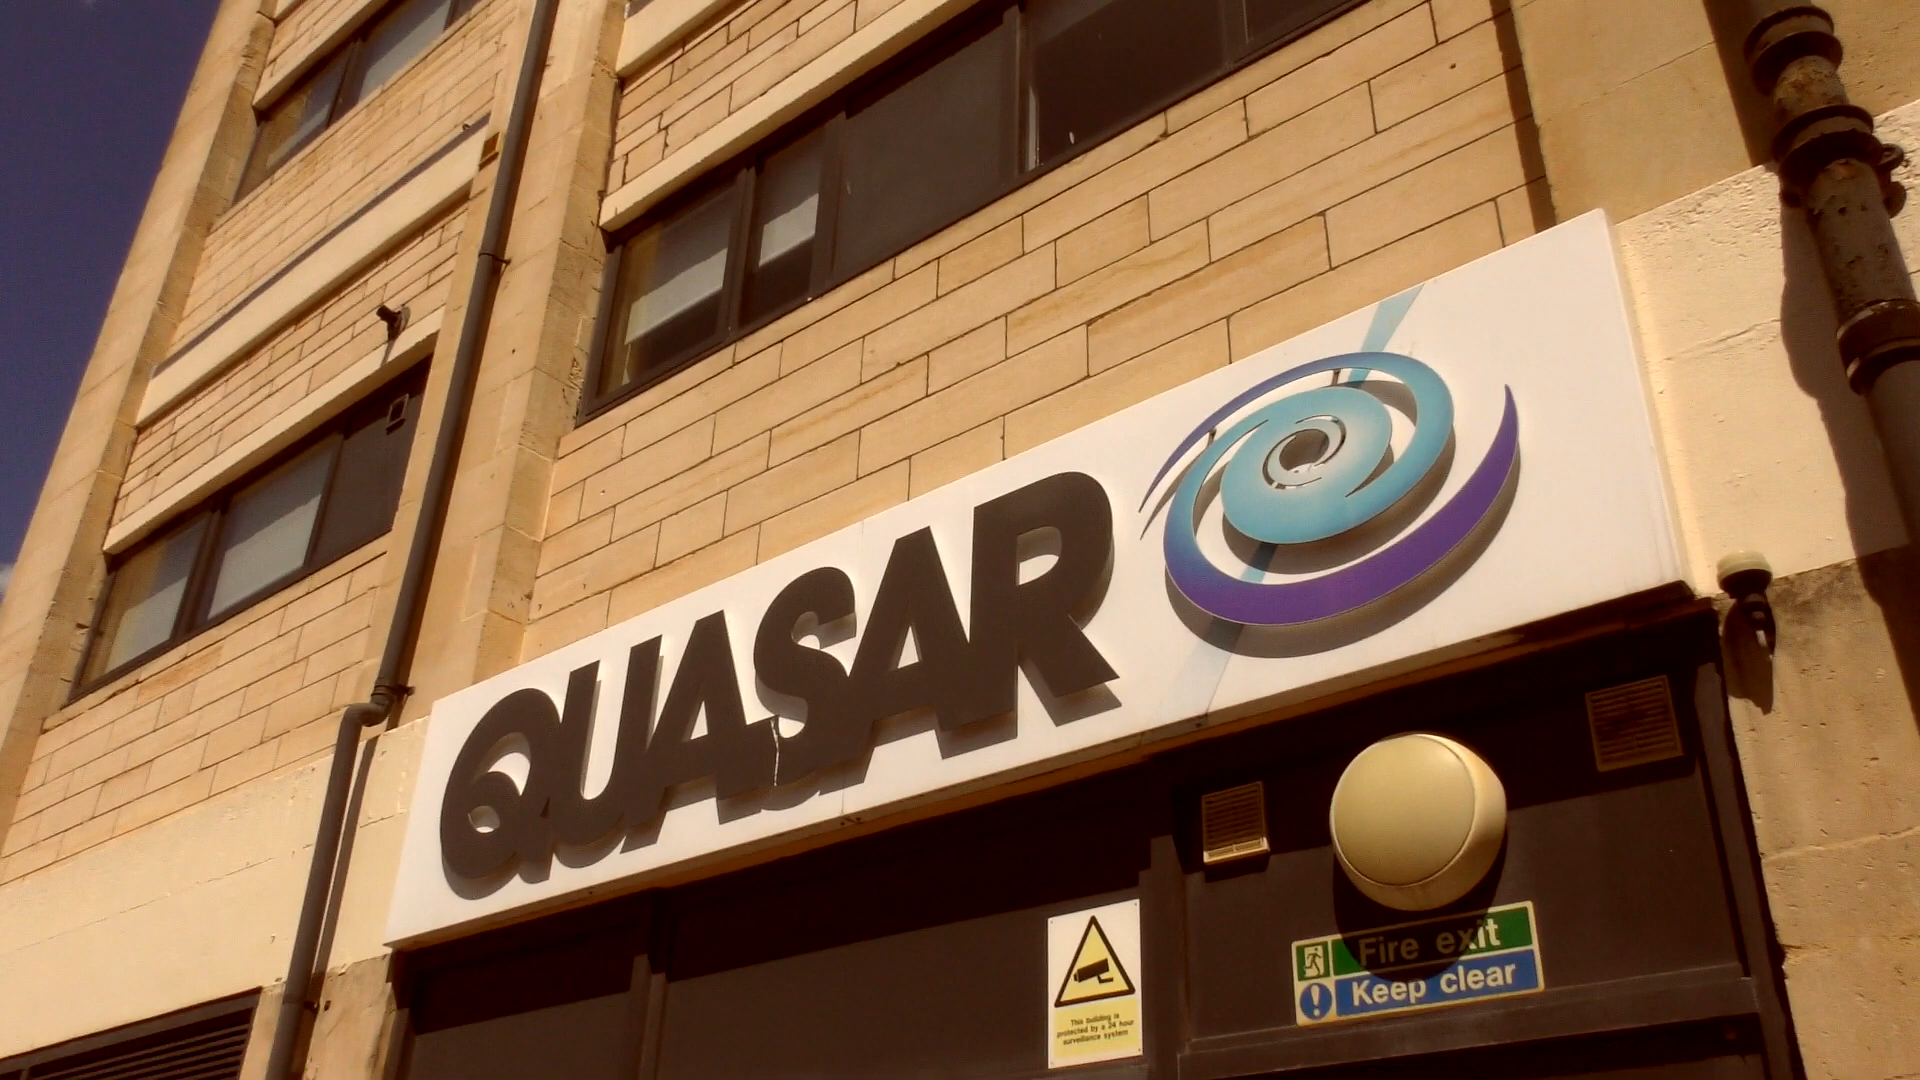 QUASAR
This building is
protected by a 24 hour
surveillance system
Fire exit
Keep clear